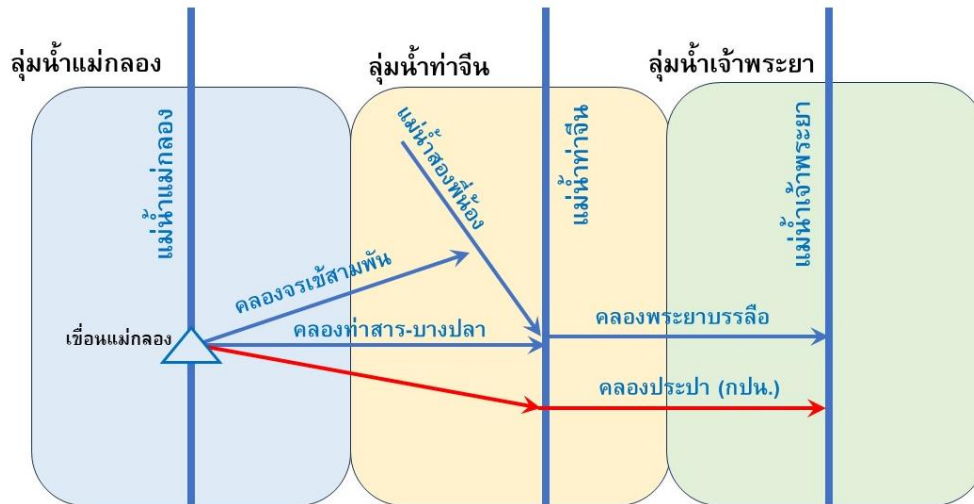 ลุ่มน้ำแม่กลอง
ลุ่มน้ำท่าจีน
ลุ่มน้ำเจ้าพระยา
แม่น้ำแม่กลอง
แม่น้ำสองพี่น้อง
แม่น้ำท่าจีน
แม่น้ำเจ้าพระยา
คลองจรเข้สามพัน
เขื่อนแม่กลอง
คลองท่าสาร-บางปลา
คลองพระยาบรรลือ
คลองประปา (กปน.)